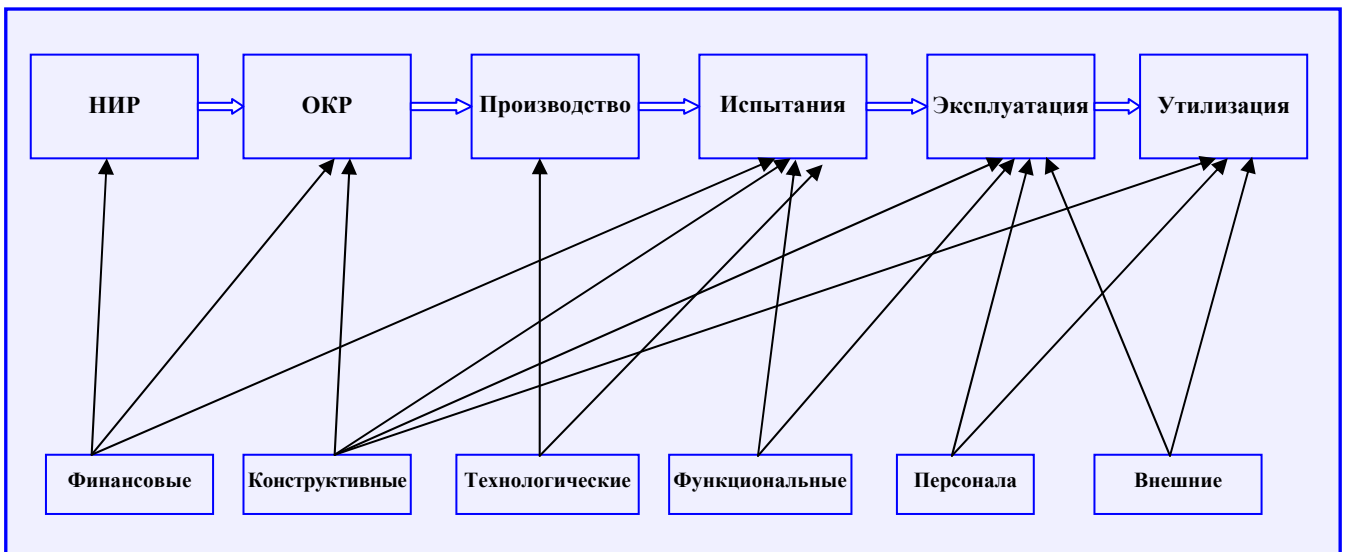 НИР
ОКР
Производство
Испытания
Эксплуатация
Утилизация
Финансовые
Конструктивные
Технологические
Функциональные
Персонала
Внешние